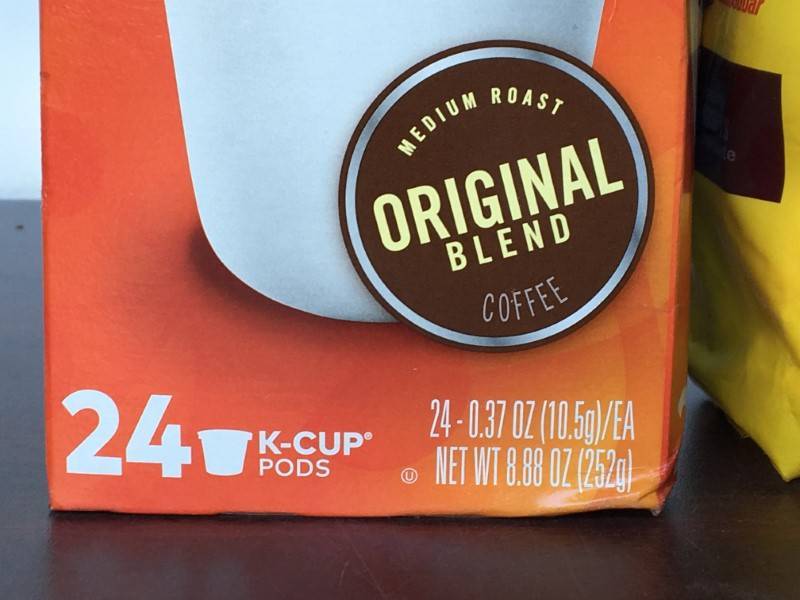 MEDIUM ROAST
ORIGINAL
BLEND
COFFEE
24 K-CUP®
PODS
24 - 0.37 OZ (10.5g)/EA
U NET WT 8.88 OZ (252g)